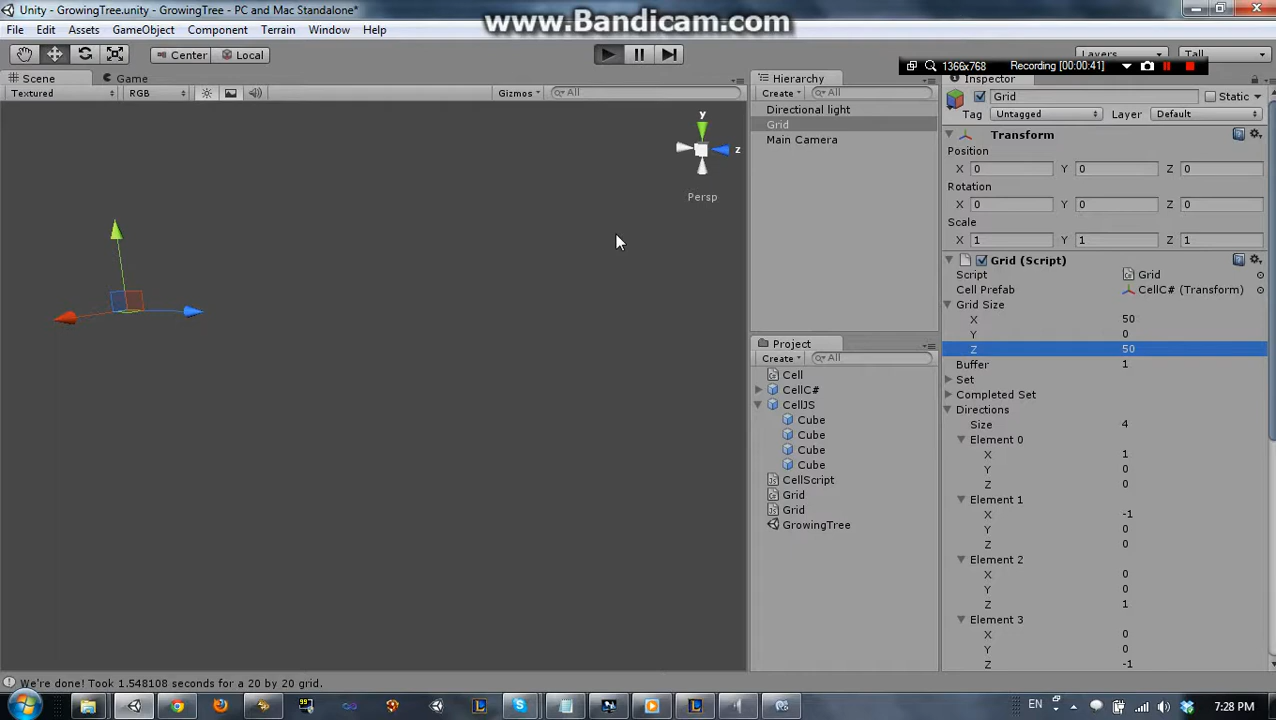 Unity - GrowingTree.unity - GrowingTree - PC and Mac Standalone*
www.Bandicam.com
File Edit Assets GameObject Component Terrain Window Help
Center Local Layers Tall
1366x768 Recording [00:00:41]
Scene Game
Textured RGB Gizmos All
y
z
Persp
Hierarchy
Create All
Directional light
Grid
Main Camera
Project
Create All
Cell
CellC#
CellJS
Cube
Cube
Cube
Cube
CellScript
Grid
Grid
GrowingTree
Inspector
Grid Static
Tag Untagged Layer Default
Transform
Position
X 0 Y 0 Z 0
Rotation
X 0 Y 0 Z 0
Scale
X 1 Y 1 Z 1
Grid (Script)
Script Grid
Cell Prefab CellC# (Transform)
Grid Size
X 50
Y 0
Z 50
Buffer 1
Set
Completed Set
Directions
Size 4
Element 0
X 1
Y 0
Z 0
Element 1
X -1
Y 0
Z 0
Element 2
X 0
Y 0
Z 1
Element 3
X 0
Y 0
Z -1
We're done! Took 1.548108 seconds for a 20 by 20 grid.
EN 7:28 PM